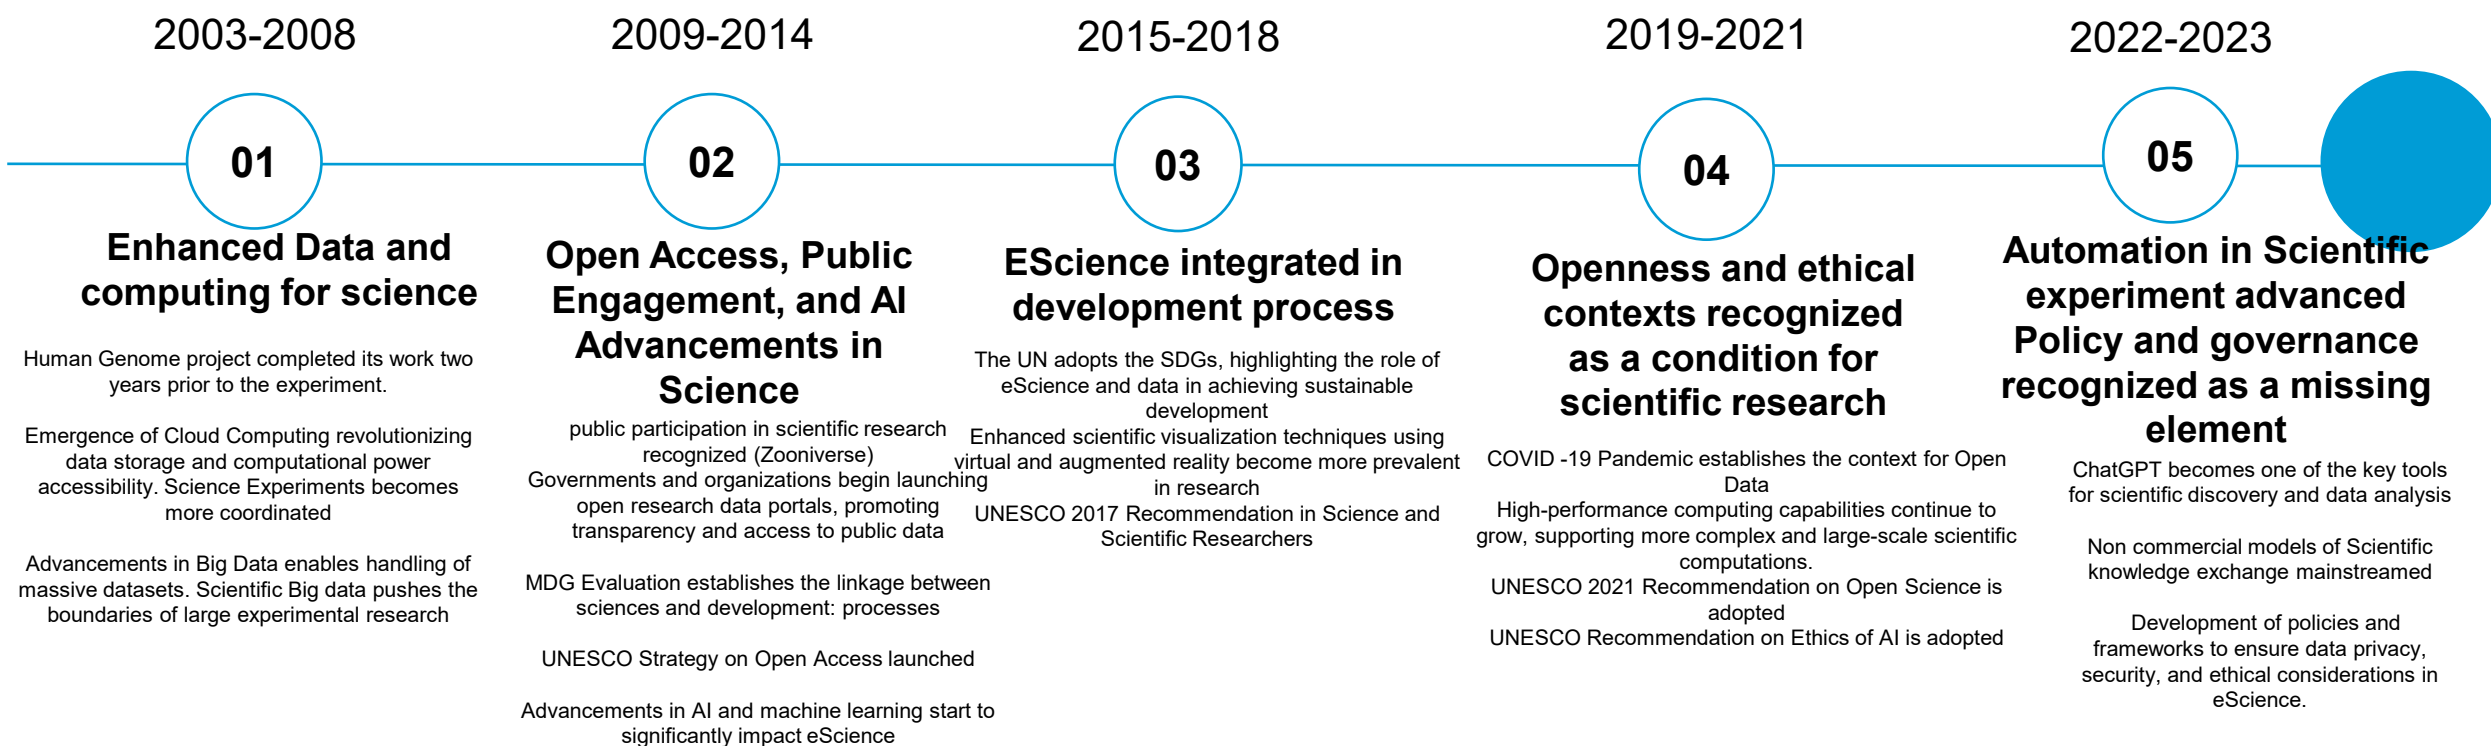 2003-2008
01
Enhanced Data and
computing for science
Human Genome project completed its work two
years prior to the experiment.
Emergence of Cloud Computing revolutionizing
data storage and computational power
accessibility. Science Experiments becomes
more coordinated
Advancements in Big Data enables handling of
massive datasets. Scientific Big data pushes the
boundaries of large experimental research
2009-2014
02
Open Access, Public
Engagement, and AI
Advancements in
Science
public participation in scientific research
recognized (Zooniverse)
Governments and organizations begin launching
open research data portals, promoting
transparency and access to public data
MDG Evaluation establishes the linkage between
sciences and development: processes
UNESCO Strategy on Open Access launched
Advancements in AI and machine learning start to
significantly impact eScience
2015-2018
03
EScience integrated in
development process
The UN adopts the SDGs, highlighting the role of
eScience and data in achieving sustainable
development
Enhanced scientific visualization techniques using
virtual and augmented reality become more prevalent
in research
UNESCO 2017 Recommendation in Science and
Scientific Researchers
2019-2021
04
Openness and ethical
contexts recognized
as a condition for
scientific research
COVID -19 Pandemic establishes the context for Open
Data
High-performance computing capabilities continue to
grow, supporting more complex and large-scale scientific
computations.
UNESCO 2021 Recommendation on Open Science is
adopted
UNESCO Recommendation on Ethics of AI is adopted
2022-2023
05
Automation in Scientific
experiment advanced
Policy and governance
recognized as a missing
element
ChatGPT becomes one of the key tools
for scientific discovery and data analysis
Non commercial models of Scientific
knowledge exchange mainstreamed
Development of policies and
frameworks to ensure data privacy,
security, and ethical considerations in
eScience.